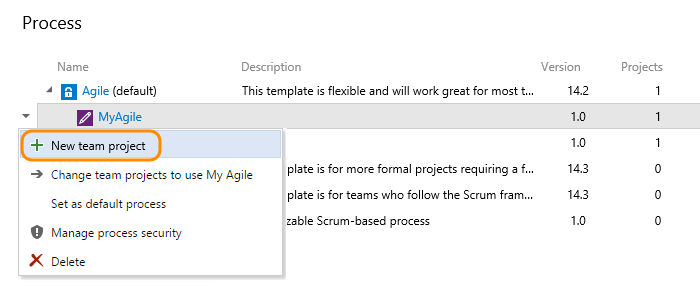 Process
Name Description Version Projects
Agile (default) This template is flexible and will work great for most t... 14.2 1
MyAgile 1.0 1
New team project 1.0 1
Change team projects to use My Agile plate is for more formal projects requiring a f... 14.3 0
Set as default process plate is for teams who follow the Scrum fram... 14.3 0
zable Scrum-based process 1.0 0
Manage process security
Delete